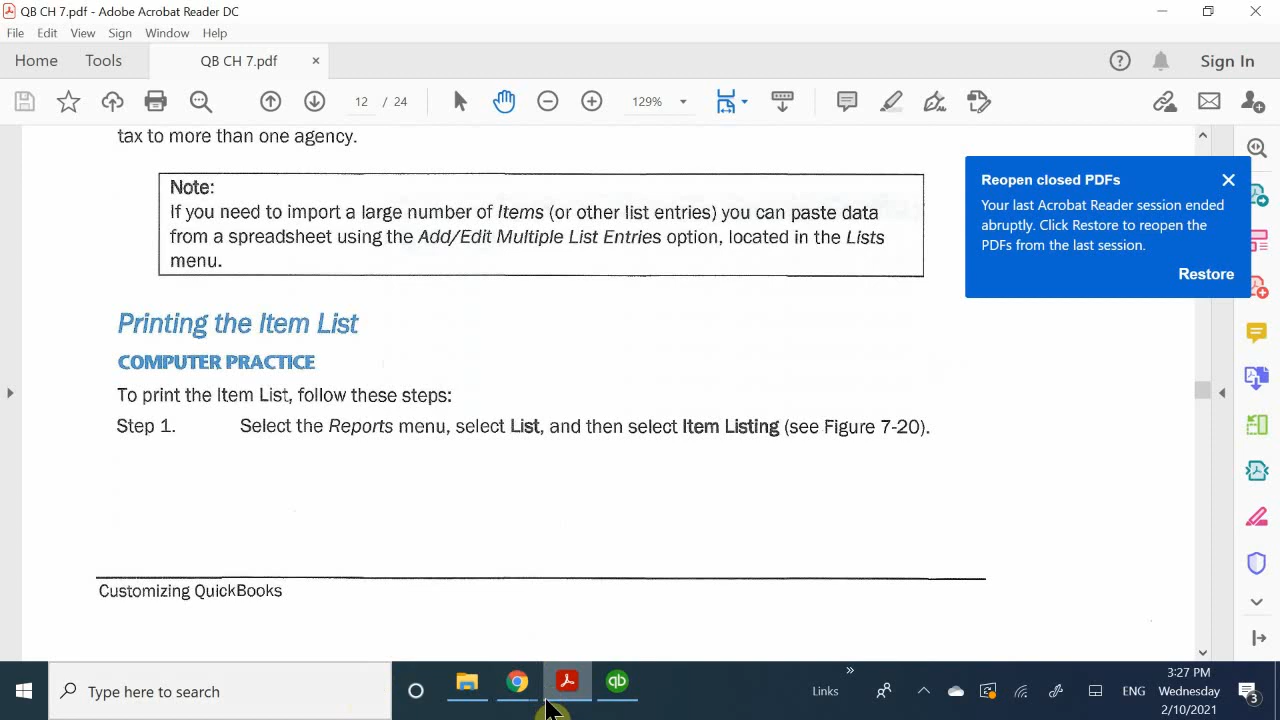 QB CH 7.pdf - Adobe Acrobat Reader DC
File Edit View Sign Window Help
Home Tools QB CH 7.pdf × Sign In
12 / 24 129%
tax to more than one agency.
Note:
If you need to import a large number of Items (or other list entries) you can paste data
from a spreadsheet using the Add/Edit Multiple List Entries option, located in the Lists
menu.
Reopen closed PDFs
Your last Acrobat Reader session ended
abruptly. Click Restore to reopen the
PDFs from the last session.
Restore
Printing the Item List
COMPUTER PRACTICE
To print the Item List, follow these steps:
Step 1. Select the Reports menu, select List, and then select Item Listing (see Figure 7-20).
Customizing QuickBooks
Type here to search
qb
Links
ENG
3:27 PM
Wednesday
2/10/2021
3